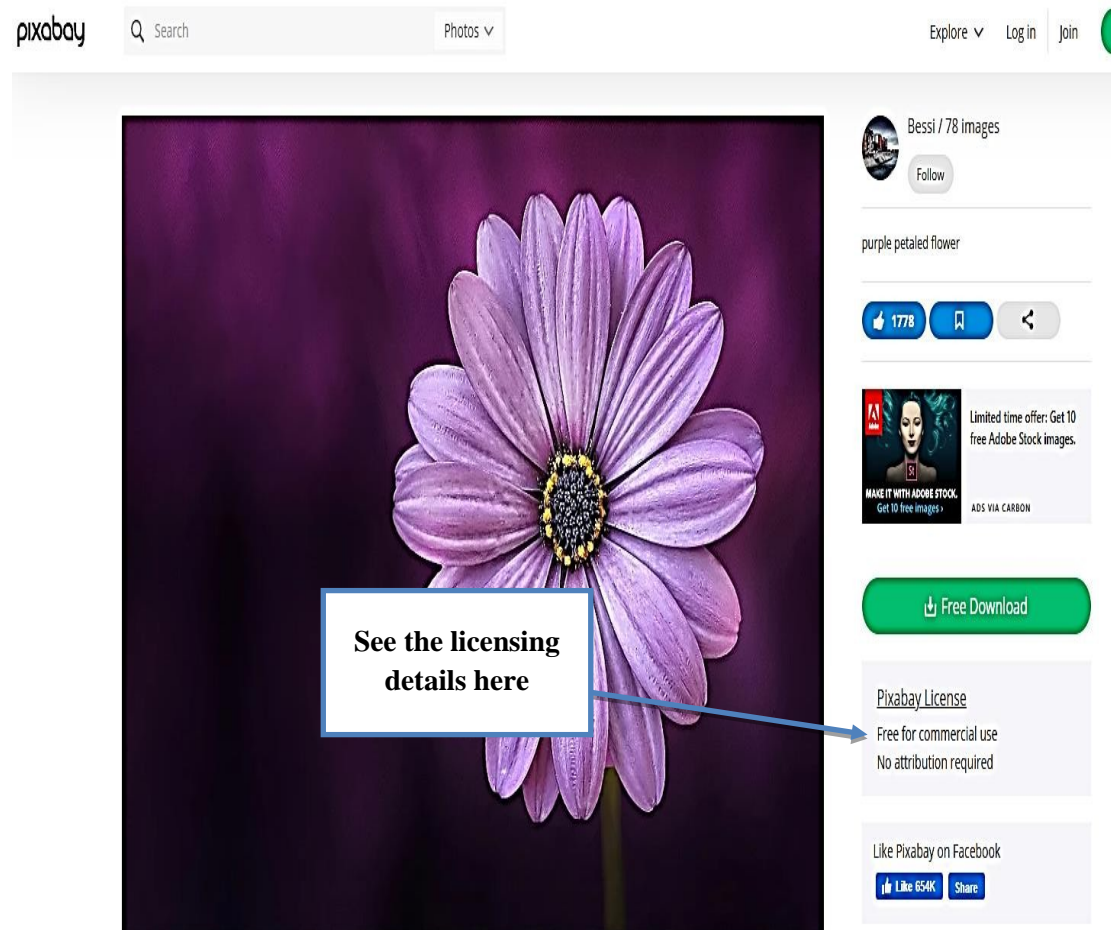 pixabay
Search
Photos
Explore
Log in
Join
Bessi / 78 images
Follow
purple petaled flower
1778
Adobe
St
MAKE IT WITH ADOBE STOCK.
Get 10 free images ›
Limited time offer: Get 10
free Adobe Stock images.
ADS VIA CARBON
Free Download
See the licensing
details here
Pixabay License
Free for commercial use
No attribution required
Like Pixabay on Facebook
Like 654K
Share